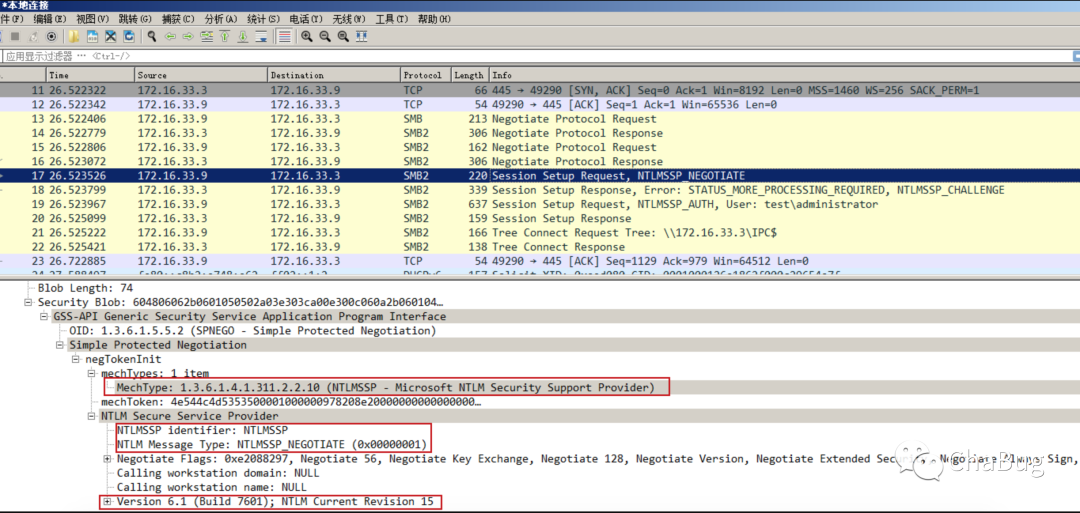 *本地连接
件(F) 编辑(E) 视图(V) 跳转(G) 捕获(C) 分析(A) 统计(S) 电话(T) 无线(W) 工具(T) 帮助(H)
应用显示过滤器 … <Ctrl-/>
Time Source Destination Protocol Length Info
11 26.522322 172.16.33.3 172.16.33.9 TCP 66 445 → 49290 [SYN, ACK] Seq=0 Ack=1 Win=8192 Len=0 MSS=1460 WS=256 SACK_PERM=1
12 26.522342 172.16.33.9 172.16.33.3 TCP 54 49290 → 445 [ACK] Seq=1 Ack=1 Win=65536 Len=0
13 26.522406 172.16.33.9 172.16.33.3 SMB 213 Negotiate Protocol Request
14 26.522779 172.16.33.3 172.16.33.9 SMB2 306 Negotiate Protocol Response
15 26.522806 172.16.33.9 172.16.33.3 SMB2 162 Negotiate Protocol Request
16 26.523072 172.16.33.3 172.16.33.9 SMB2 306 Negotiate Protocol Response
17 26.523526 172.16.33.9 172.16.33.3 SMB2 220 Session Setup Request, NTLMSSP_NEGOTIATE
18 26.523799 172.16.33.3 172.16.33.9 SMB2 339 Session Setup Response, Error: STATUS_MORE_PROCESSING_REQUIRED, NTLMSSP_CHALLENGE
19 26.523967 172.16.33.9 172.16.33.3 SMB2 637 Session Setup Request, NTLMSSP_AUTH, User: test\administrator
20 26.525099 172.16.33.3 172.16.33.9 SMB2 159 Session Setup Response
21 26.525222 172.16.33.9 172.16.33.3 SMB2 166 Tree Connect Request Tree: \\172.16.33.3\IPC$
22 26.525421 172.16.33.3 172.16.33.9 SMB2 138 Tree Connect Response
23 26.722885 172.16.33.9 172.16.33.3 TCP 54 49290 → 445 [ACK] Seq=1129 Ack=979 Win=64512 Len=0
Blob Length: 74
Security Blob: 604806062b0601050502a03e303ca00e300c060a2b060104…
GSS-API Generic Security Service Application Program Interface
OID: 1.3.6.1.5.5.2 (SPNEGO - Simple Protected Negotiation)
Simple Protected Negotiation
negTokenInit
mechTypes: 1 item
MechType: 1.3.6.1.4.1.311.2.2.10 (NTLMSSP - Microsoft NTLM Security Support Provider)
mechToken: 4e544c4d5353500001000000978208e20000000000000000…
NTLM Secure Service Provider
NTLMSSP identifier: NTLMSSP
NTLM Message Type: NTLMSSP_NEGOTIATE (0x00000001)
Negotiate Flags: 0xe2088297, Negotiate 56, Negotiate Key Exchange, Negotiate 128, Negotiate Version, Negotiate Extended Negotiate Always Sign,
Calling workstation domain: NULL
Calling workstation name: NULL
Version 6.1 (Build 7601); NTLM Current Revision 15
ChaBug